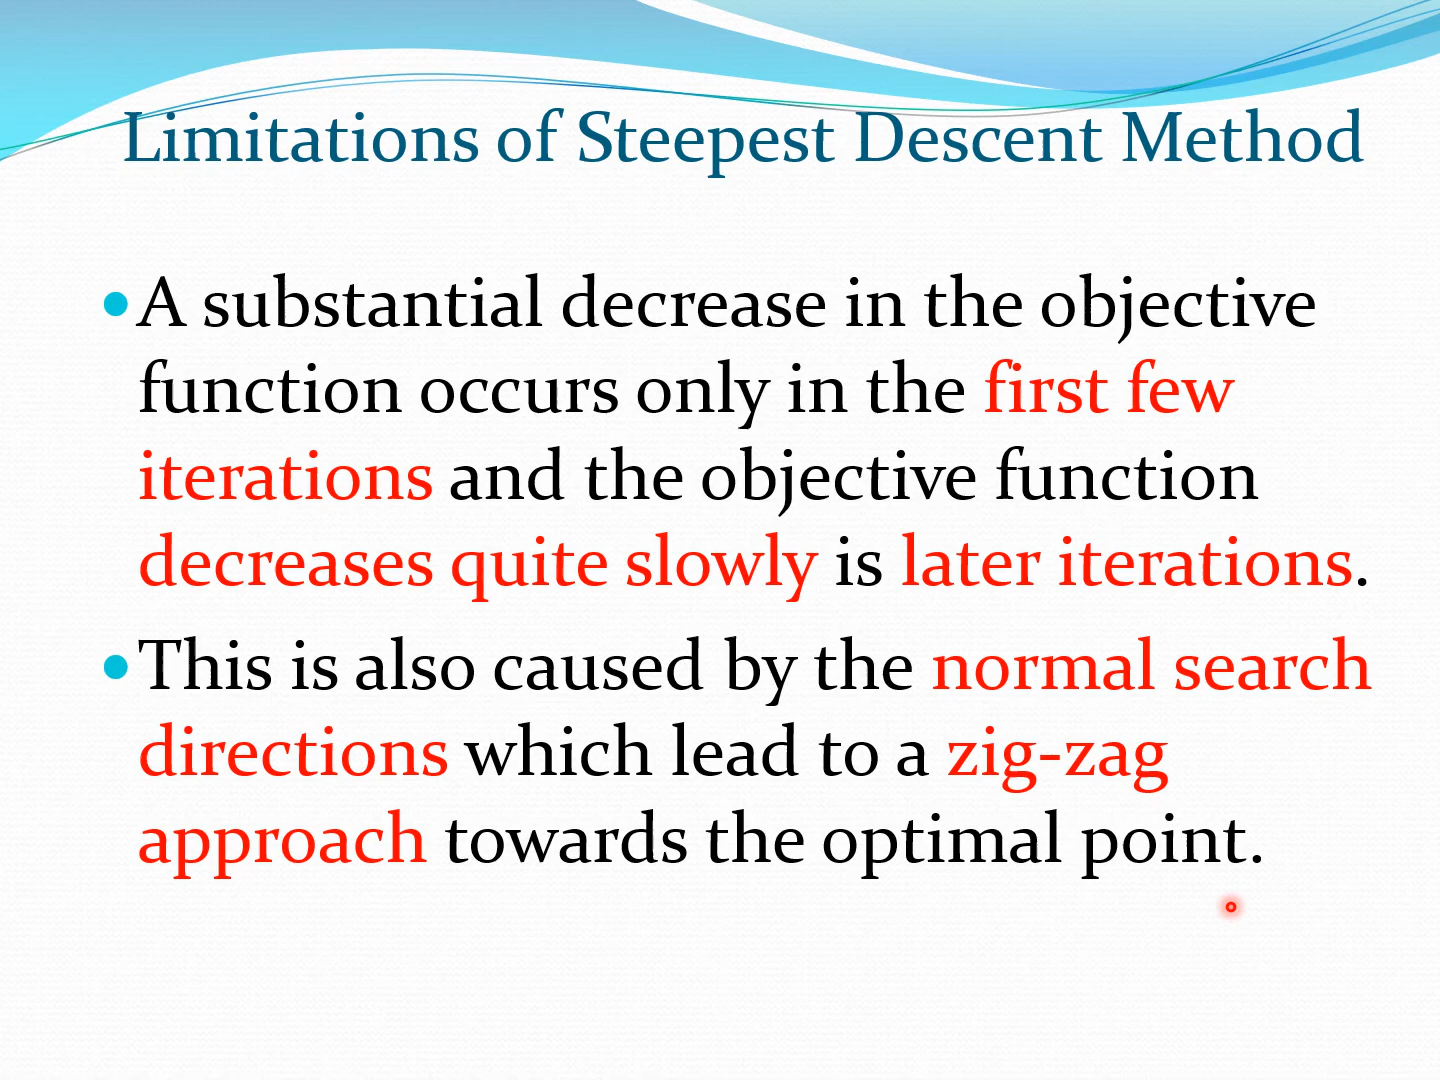 Limitations of Steepest Descent Method
•A substantial decrease in the objective
function occurs only in the first few
iterations and the objective function
decreases quite slowly is later iterations.
•This is also caused by the normal search
directions which lead to a zig-zag
approach towards the optimal point.